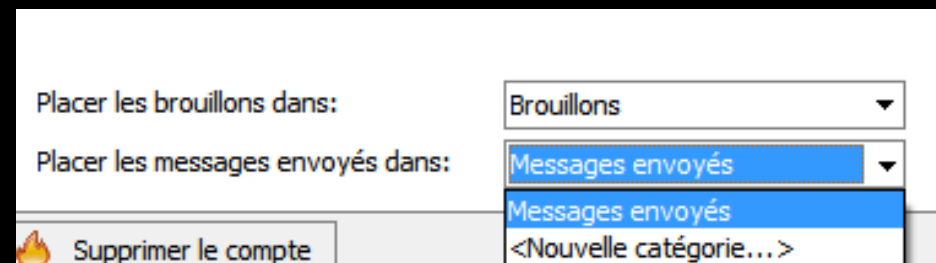 Placer les brouillons dans: Brouillons
Placer les messages envoyés dans: Messages envoyés
Messages envoyés
Supprimer le compte <Nouvelle catégorie...>